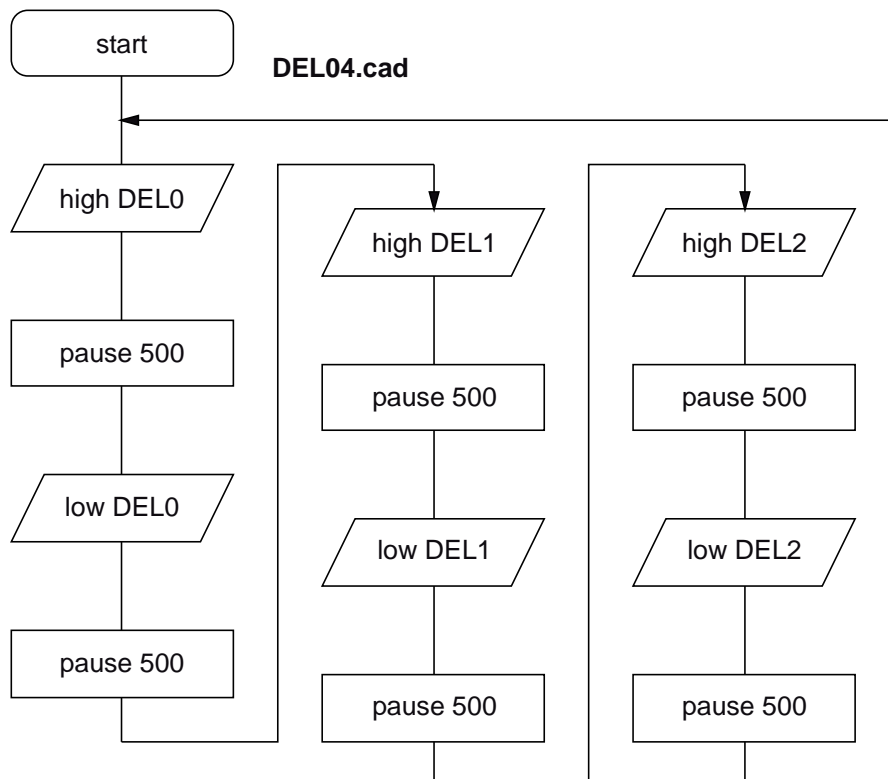 start
DEL04.cad
high DEL0
pause 500
low DEL0
pause 500
high DEL1
pause 500
low DEL1
pause 500
high DEL2
pause 500
low DEL2
pause 500